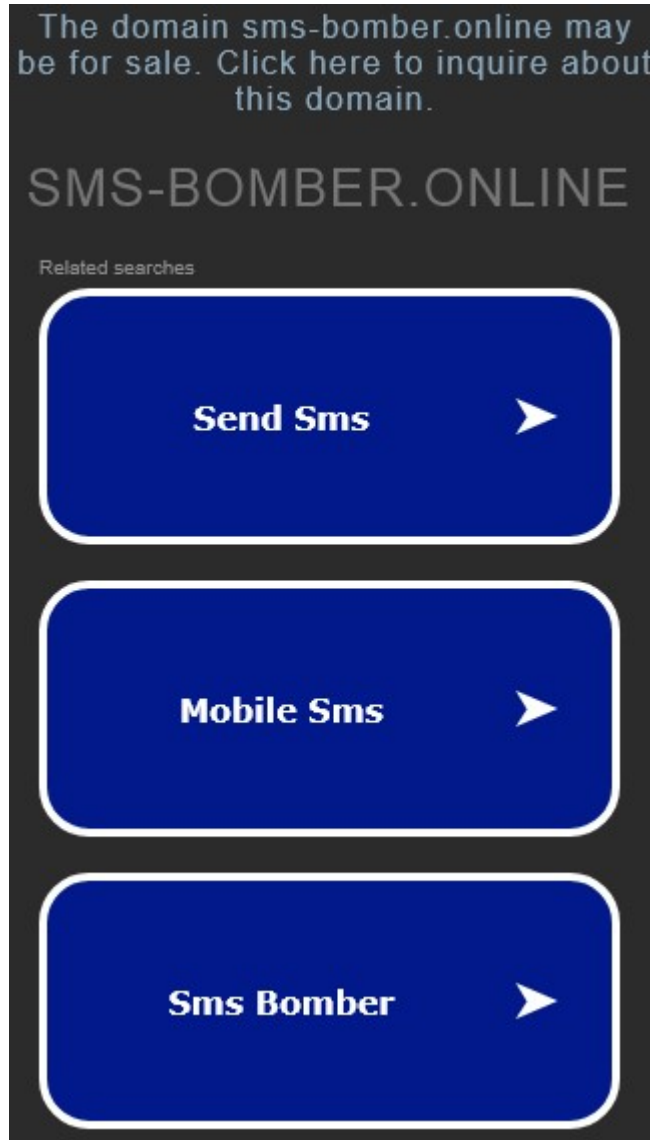 The domain sms-bomber.online may
be for sale. Click here to inquire about
this domain.
SMS-BOMBER.ONLINE
Related searches
Send Sms
Mobile Sms
Sms Bomber